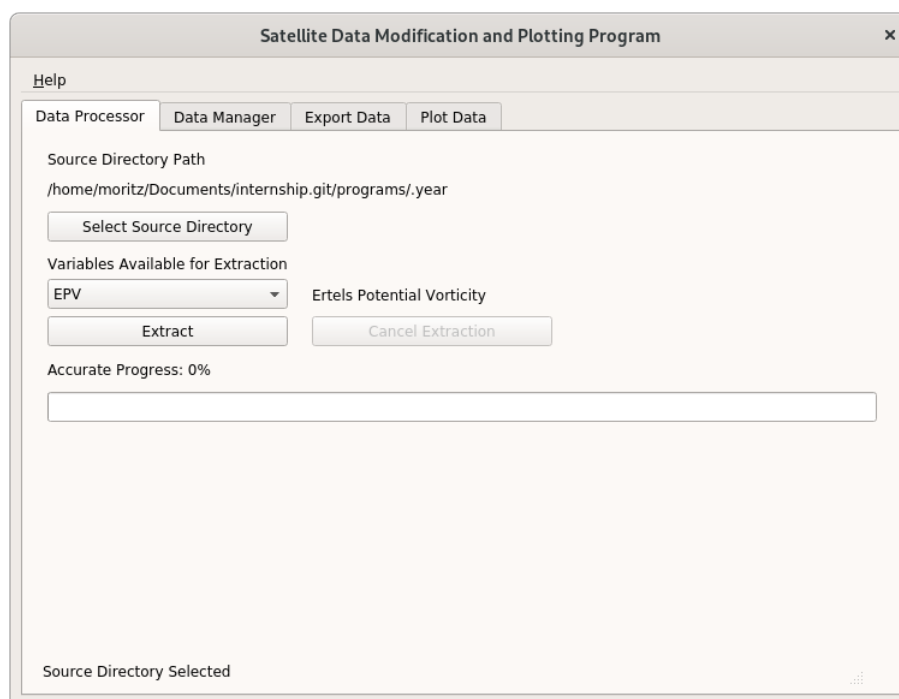 Satellite Data Modification and Plotting Program ×
Help
Data Processor Data Manager Export Data Plot Data
Source Directory Path
/home/moritz/Documents/internship.git/programs/.year
Select Source Directory
Variables Available for Extraction
EPV Ertels Potential Vorticity
Extract Cancel Extraction
Accurate Progress: 0%
Source Directory Selected